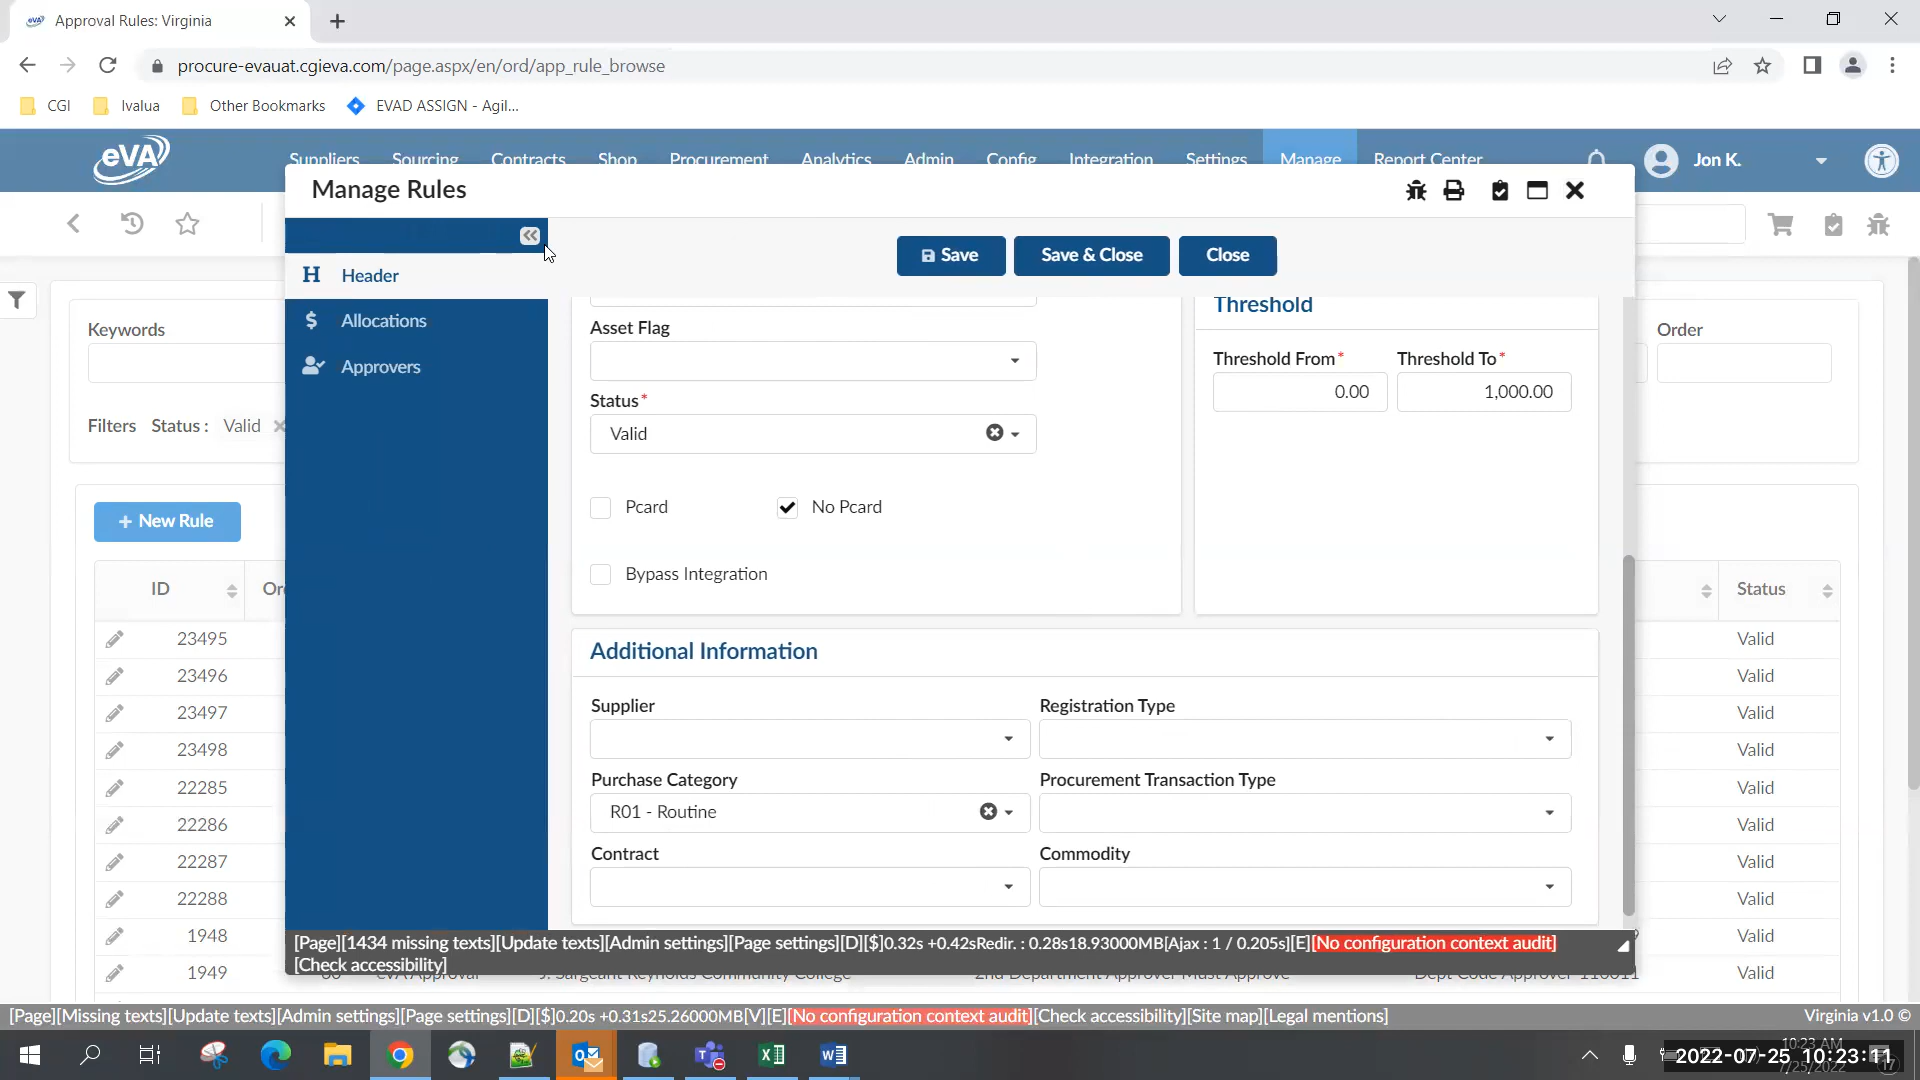 Approval Rules: Virginia
procure-evauat.cgieva.com/page.aspx/en/ord/app_rule_browse
CGI Ivalua Other Bookmarks EVAD ASSIGN - Agil...
eVA Suppliers Sourcing Contracts Shop Procurement Analytics Admin Config Integration Settings Manage Report Center Jon K.
Manage Rules
Save Save & Close Close
H Header
$ Allocations
Approvers
Asset Flag
Status*
Valid
Pcard No Pcard
Bypass Integration
Threshold
Threshold From* Threshold To*
0.00 1,000.00
Additional Information
Supplier Registration Type
Purchase Category Procurement Transaction Type
R01 - Routine
Contract Commodity
Keywords Order
Filters Status : Valid
+ New Rule
ID Status
23495 Valid
23496 Valid
23497 Valid
23498 Valid
22285 Valid
22286 Valid
22287 Valid
22288 Valid
1948 Valid
1949 Valid
[Page][1434 missing texts][Update texts][Admin settings][Page settings][D][$]0.32s +0.42sRedir. : 0.28s18.93000MB[Ajax : 1 / 0.205s][E][No configuration context audit]
[Check accessibility]
[Page][Missing texts][Update texts][Admin settings][Page settings][D][$]0.20s +0.31s25.26000MB[V][E][No configuration context audit][Check accessibility][Site map][Legal mentions] Virginia v1.0 ©
2022-07-25 10:23:11